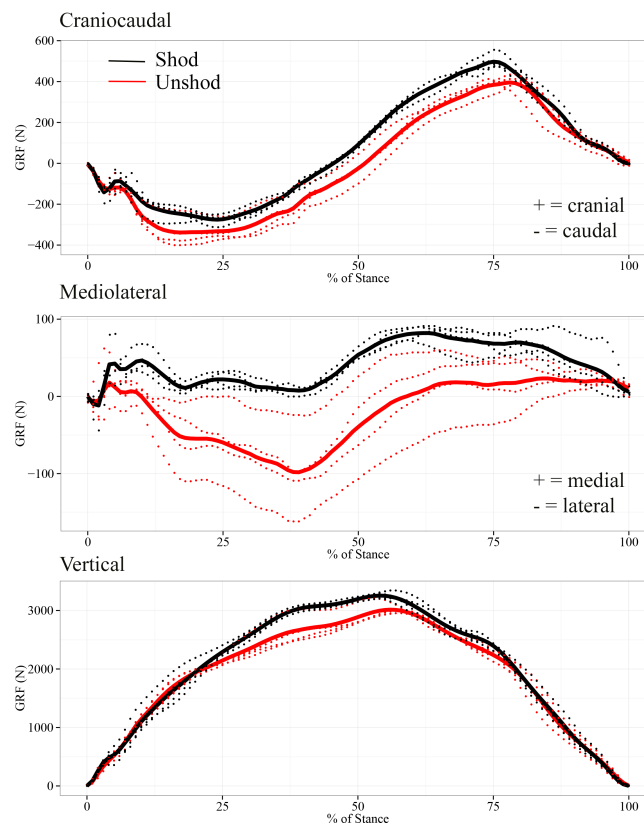 Craniocaudal
600
400
200
0
−200
−400
GRF (N)
Shod
Unshod
+ = cranial
- = caudal
0
25
50
75
100
% of Stance
Mediolateral
100
0
−100
GRF (N)
+ = medial
- = lateral
0
25
50
75
100
% of Stance
Vertical
3000
2000
1000
0
GRF (N)
0
25
50
75
100
% of Stance